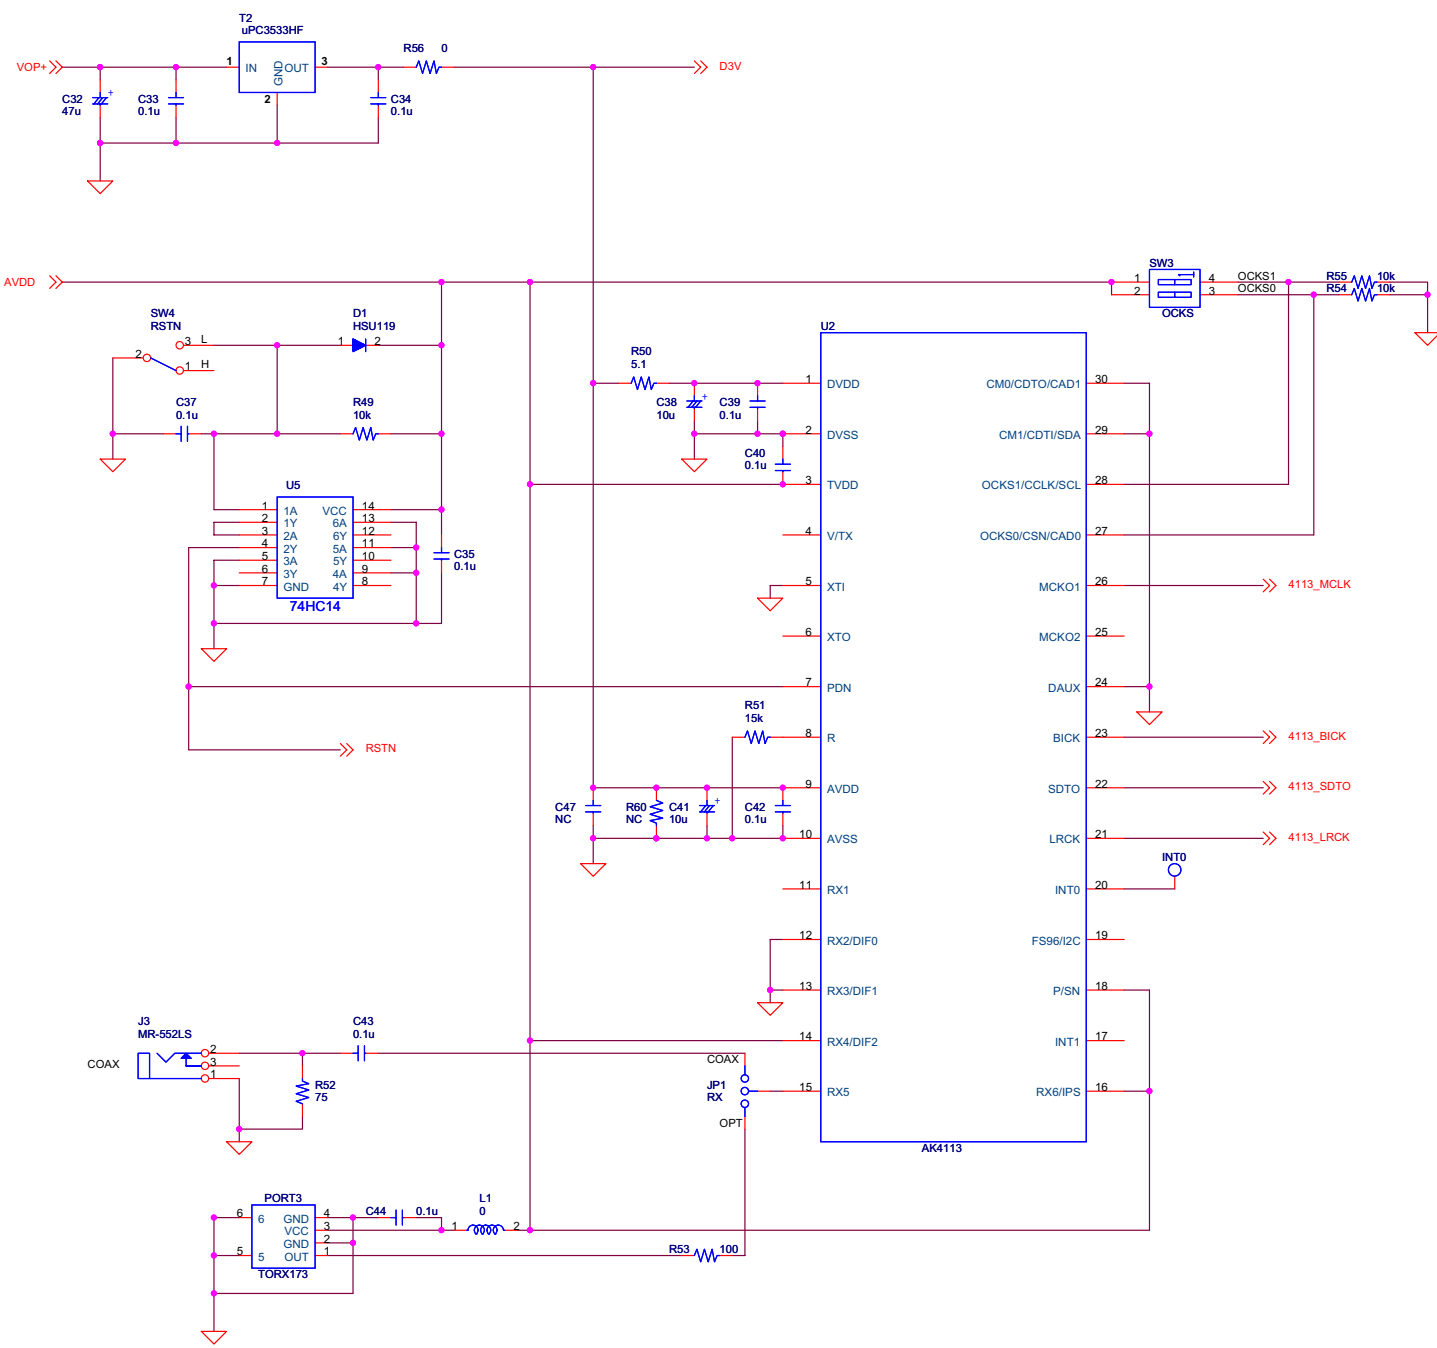 T2
uPC3533HF
VOP+
1
IN
GND
OUT
3
2
R56 0
D3V
C32
47u
C33
0.1u
C34
0.1u
AVDD
SW3
1
2
4
3
OCKS
OCKS1
OCKS0
R55 10k
R54 10k
SW4
RSTN
3 L
2
1 H
D1
HSU119
1
2
C37
0.1u
R49
10k
U5
1 1A
2 1Y
3 2A
4 2Y
5 3A
6 3Y
7 GND
VCC 14
6A 13
6Y 12
5A 11
5Y 10
4A 9
4Y 8
74HC14
C35
0.1u
RSTN
R50
5.1
C38
10u
C39
0.1u
C40
0.1u
R51
15k
C47
NC
R60
NC
C41
10u
C42
0.1u
U2
1 DVDD
2 DVSS
3 TVDD
4 V/TX
5 XTI
6 XTO
7 PDN
8 R
9 AVDD
10 AVSS
11 RX1
12 RX2/DIF0
13 RX3/DIF1
14 RX4/DIF2
15 RX5
CM0/CDTO/CAD1 30
CM1/CDTI/SDA 29
OCKS1/CCLK/SCL 28
OCKS0/CSN/CAD0 27
MCKO1 26
MCKO2 25
DAUX 24
BICK 23
SDTO 22
LRCK 21
INT0 20
FS96/I2C 19
P/SN 18
INT1 17
RX6/IPS 16
AK4113
4113_MCLK
4113_BICK
4113_SDTO
4113_LRCK
INT0
J3
MR-552LS
COAX
2
3
1
C43
0.1u
R52
75
COAX
JP1
RX
OPT
PORT3
6 6
5 5
GND 4
VCC 3
GND 2
OUT 1
TORX173
C44 0.1u
L1
0
1
2
R53 100